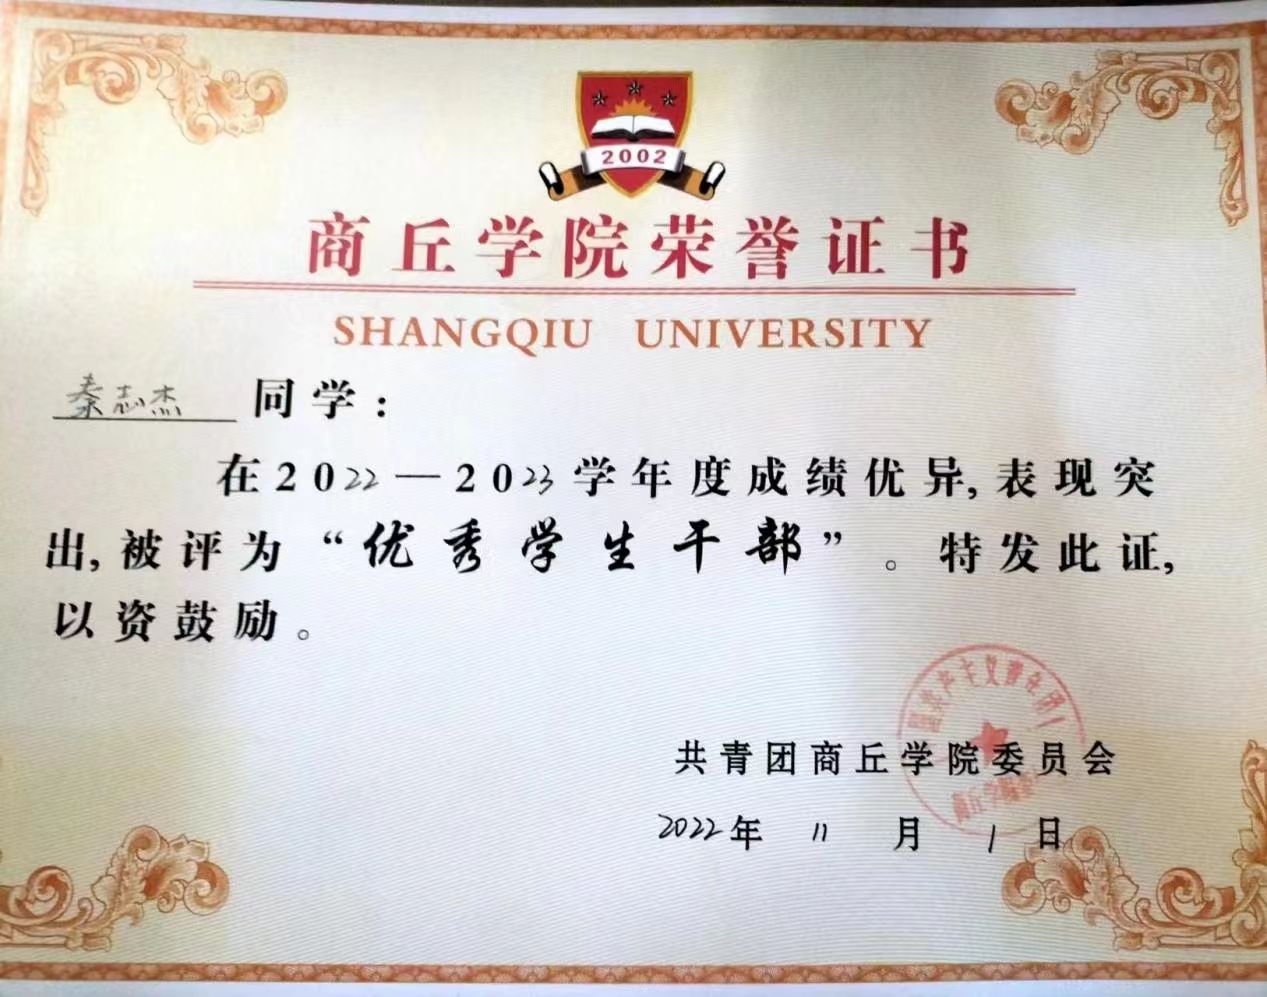 2002
商丘学院荣誉证书
SHANGQIU UNIVERSITY
秦志杰 同学：
在2022—2023学年度成绩优异,表现突
出,被评为“优秀学生干部”。特发此证,
以资鼓励。
共青团商丘学院委员会
2022年 11 月 1 日